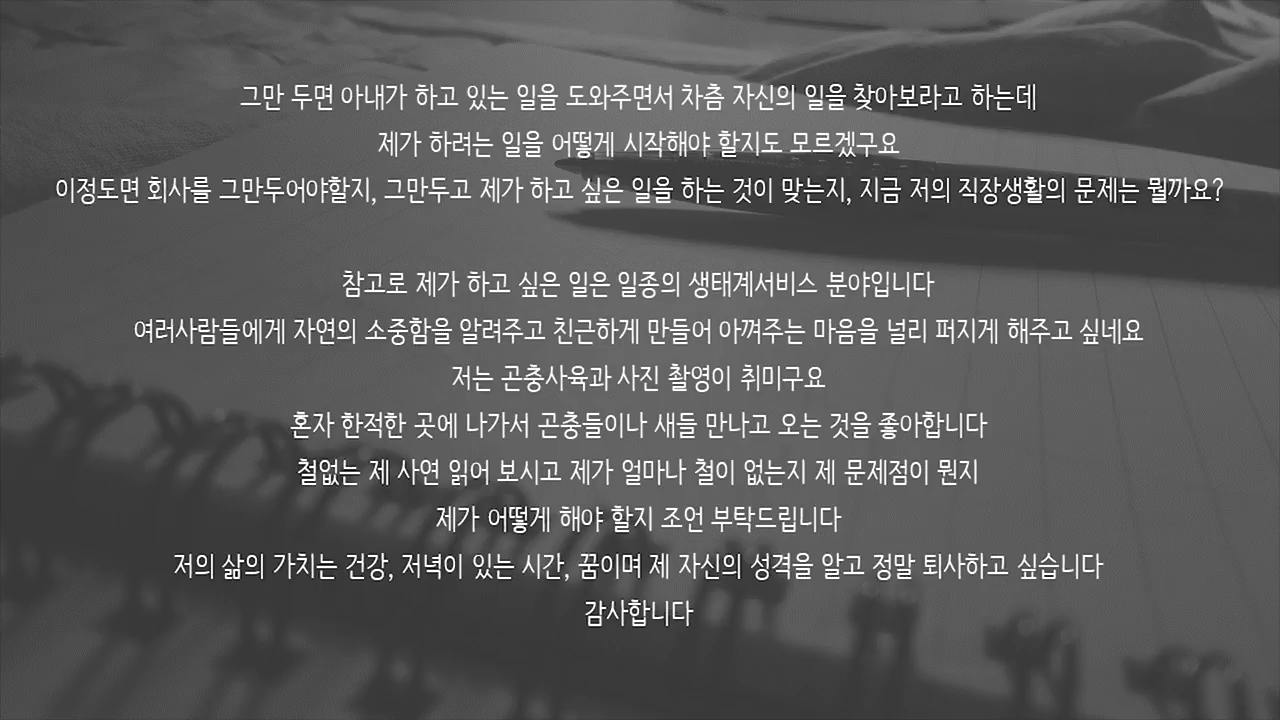 그만 두면 아내가 하고 있는 일을 도와주면서 차츰 자신의 일을 찾아보라고 하는데
제가 하려는 일을 어떻게 시작해야 할지도 모르겠구요
이정도면 회사를 그만두어야할지, 그만두고 제가 하고 싶은 일을 하는 것이 맞는지, 지금 저의 직장생활의 문제는 뭘까요?
참고로 제가 하고 싶은 일은 일종의 생태계서비스 분야입니다
여러사람들에게 자연의 소중함을 알려주고 친근하게 만들어 아껴주는 마음을 널리 퍼지게 해주고 싶네요
저는 곤충사육과 사진 촬영이 취미구요
혼자 한적한 곳에 나가서 곤충들이나 새들 만나고 오는 것을 좋아합니다
철없는 제 사연 읽어 보시고 제가 얼마나 철이 없는지 제 문제점이 뭔지
제가 어떻게 해야 할지 조언 부탁드립니다
저의 삶의 가치는 건강, 저녁이 있는 시간, 꿈이며 제 자신의 성격을 알고 정말 퇴사하고 싶습니다
감사합니다